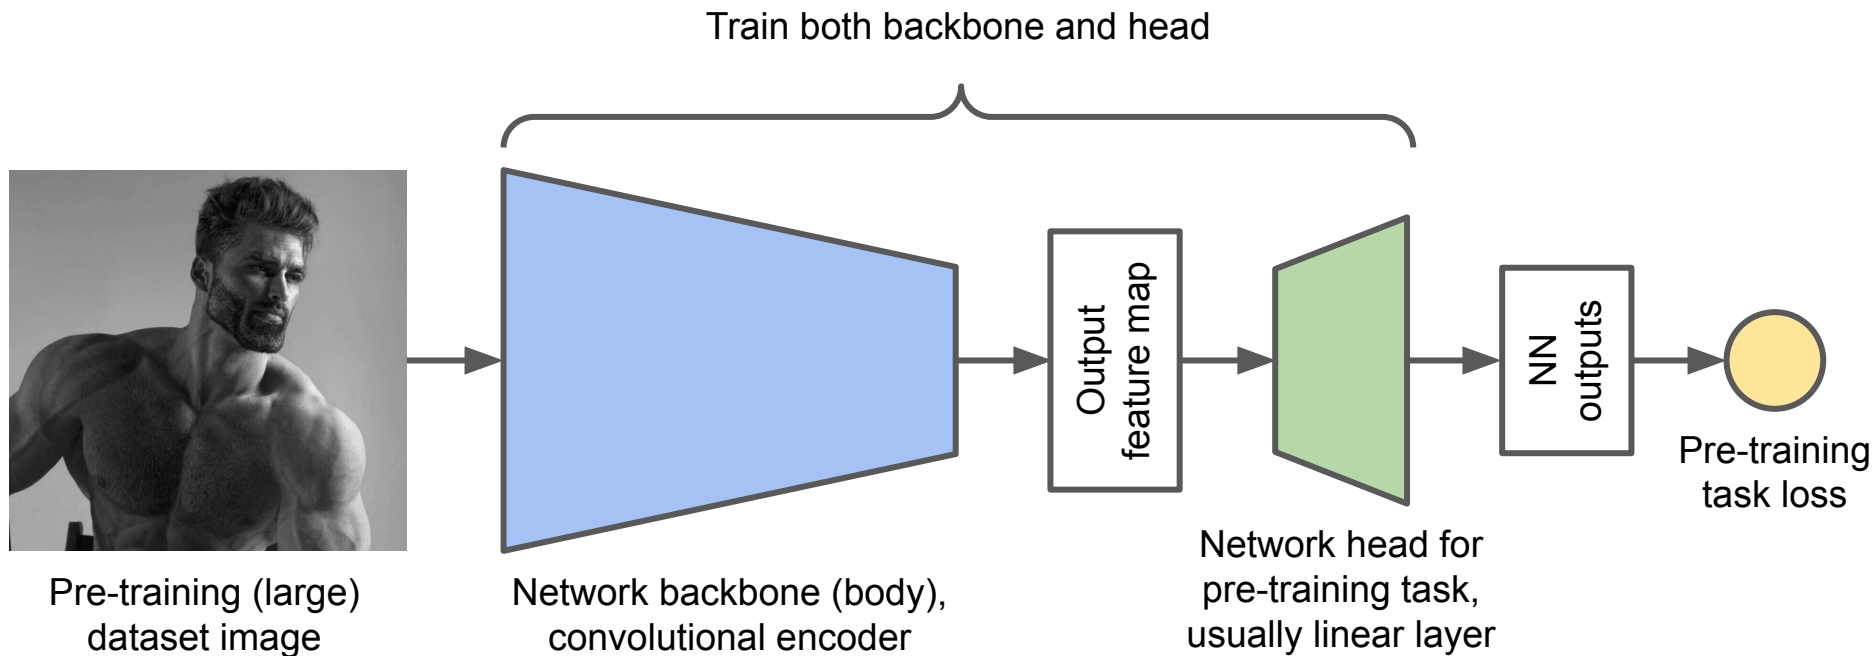 Train both backbone and head
Output
feature map
NN
outputs
Pre-training
task loss
Network head for
pre-training task,
usually linear layer
Pre-training (large)
dataset image
Network backbone (body),
convolutional encoder